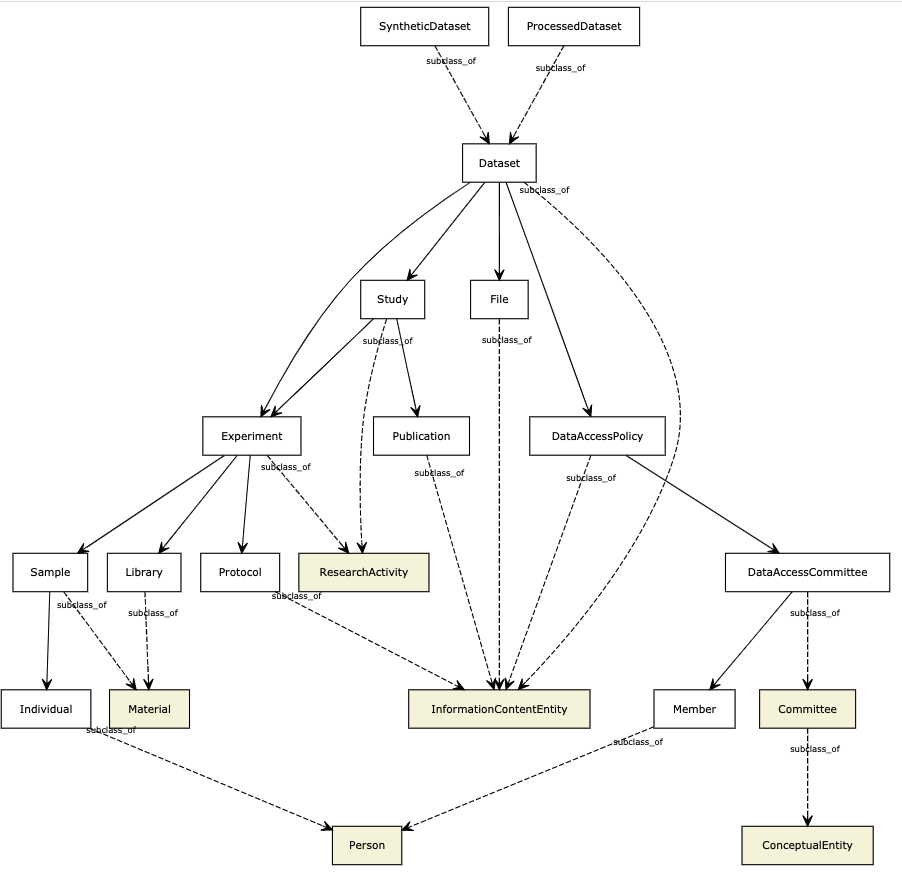 SyntheticDataset
ProcessedDataset
subclass_of
subclass_of
Dataset
subclass_of
Study
File
subclass_of
subclass_of
Experiment
Publication
DataAccessPolicy
subclass_of
subclass_of
subclass_of
Sample
Library
Protocol
ResearchActivity
DataAccessCommittee
subclass_of
subclass_of
subclass_of
subclass_of
Individual
Material
InformationContentEntity
Member
Committee
subclass_of
subclass_of
subclass_of
Person
ConceptualEntity